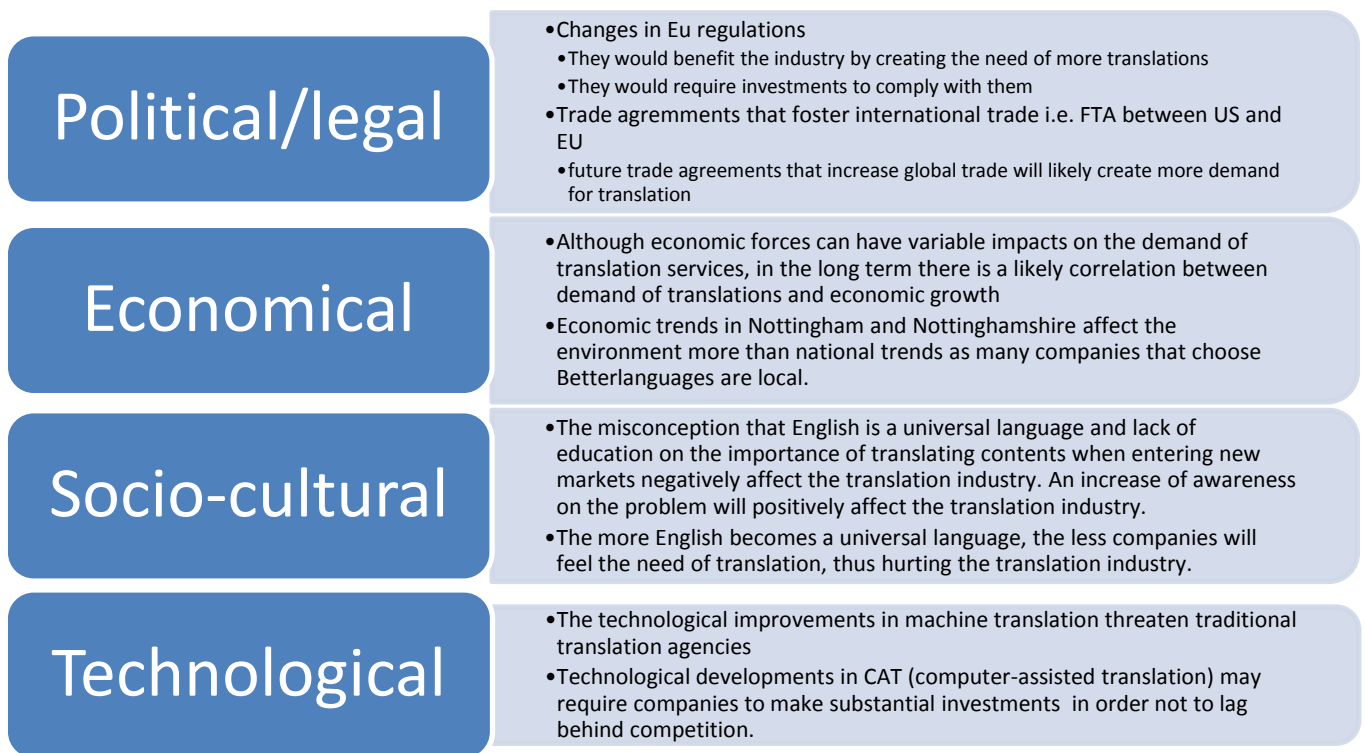 Political/legal
•Changes in Eu regulations
•They would benefit the industry by creating the need of more translations
•They would require investments to comply with them
•Trade agremments that foster international trade i.e. FTA between US and
EU
•future trade agreements that increase global trade will likely create more demand
for translation
Economical
•Although economic forces can have variable impacts on the demand of
translation services, in the long term there is a likely correlation between
demand of translations and economic growth
•Economic trends in Nottingham and Nottinghamshire affect the
environment more than national trends as many companies that choose
Betterlanguages are local.
Socio-cultural
•The misconception that English is a universal language and lack of
education on the importance of translating contents when entering new
markets negatively affect the translation industry. An increase of awareness
on the problem will positively affect the translation industry.
•The more English becomes a universal language, the less companies will
feel the need of translation, thus hurting the translation industry.
Technological
•The technological improvements in machine translation threaten traditional
translation agencies
•Technological developments in CAT (computer-assisted translation) may
require companies to make substantial investments in order not to lag
behind competition.